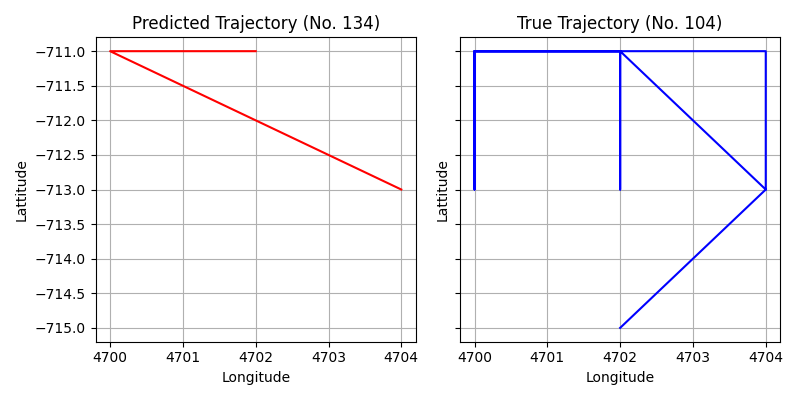 Predicted Trajectory (No. 134)
True Trajectory (No. 104)
−711.0
−711.5
−712.0
−712.5
−713.0
−713.5
−714.0
−714.5
−715.0
Lattitude
Lattitude
4700 4701 4702 4703 4704
4700 4701 4702 4703 4704
Longitude
Longitude